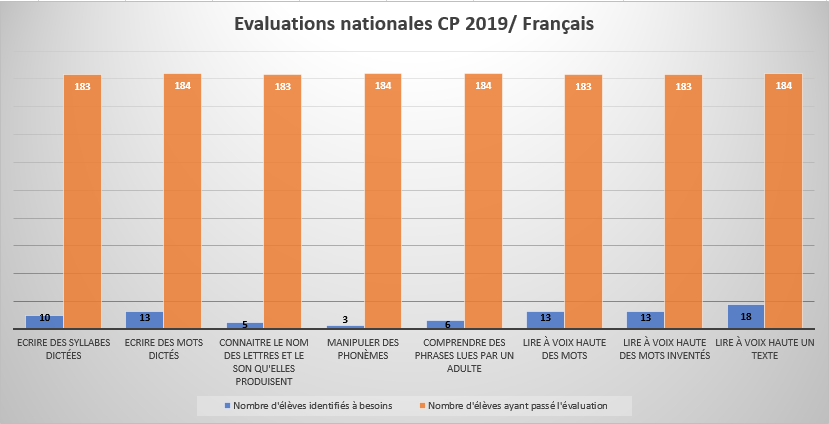 Evaluations nationales CP 2019/ Français
183
184
183
184
184
183
183
184
10
13
5
3
6
13
13
18
ECRIRE DES SYLLABES
DICTÉES
ECRIRE DES MOTS
DICTÉS
CONNAITRE LE NOM
DES LETTRES ET LE
SON QU'ELLES
PRODUISENT
MANIPULER DES
PHONÈMES
COMPRENDRE DES
PHRASES LUES PAR UN
ADULTE
LIRE À VOIX HAUTE
DES MOTS
LIRE À VOIX HAUTE
DES MOTS INVENTÉS
LIRE À VOIX HAUTE UN
TEXTE
Nombre d'élèves identifiés à besoins
Nombre d'élèves ayant passé l'évaluation